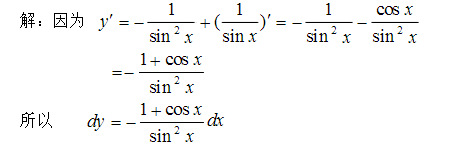 解：因为 y′ = −1/sin²x + (1/sin x)′ = −1/sin²x − cos x/sin²x
= −(1 + cos x)/sin²x
所以 dy = −(1 + cos x)/sin²x dx